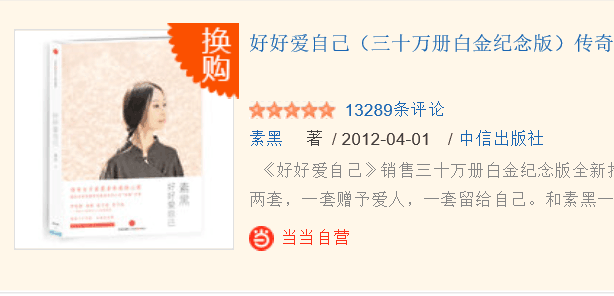 换
购
好好爱自己（三十万册白金纪念版）传奇
13289条评论
素黑 著 / 2012-04-01 / 中信出版社
《好好爱自己》销售三十万册白金纪念版全新
两套，一套赠予爱人，一套留给自己。和素黑一
当当自营
素黑
好好爱自己